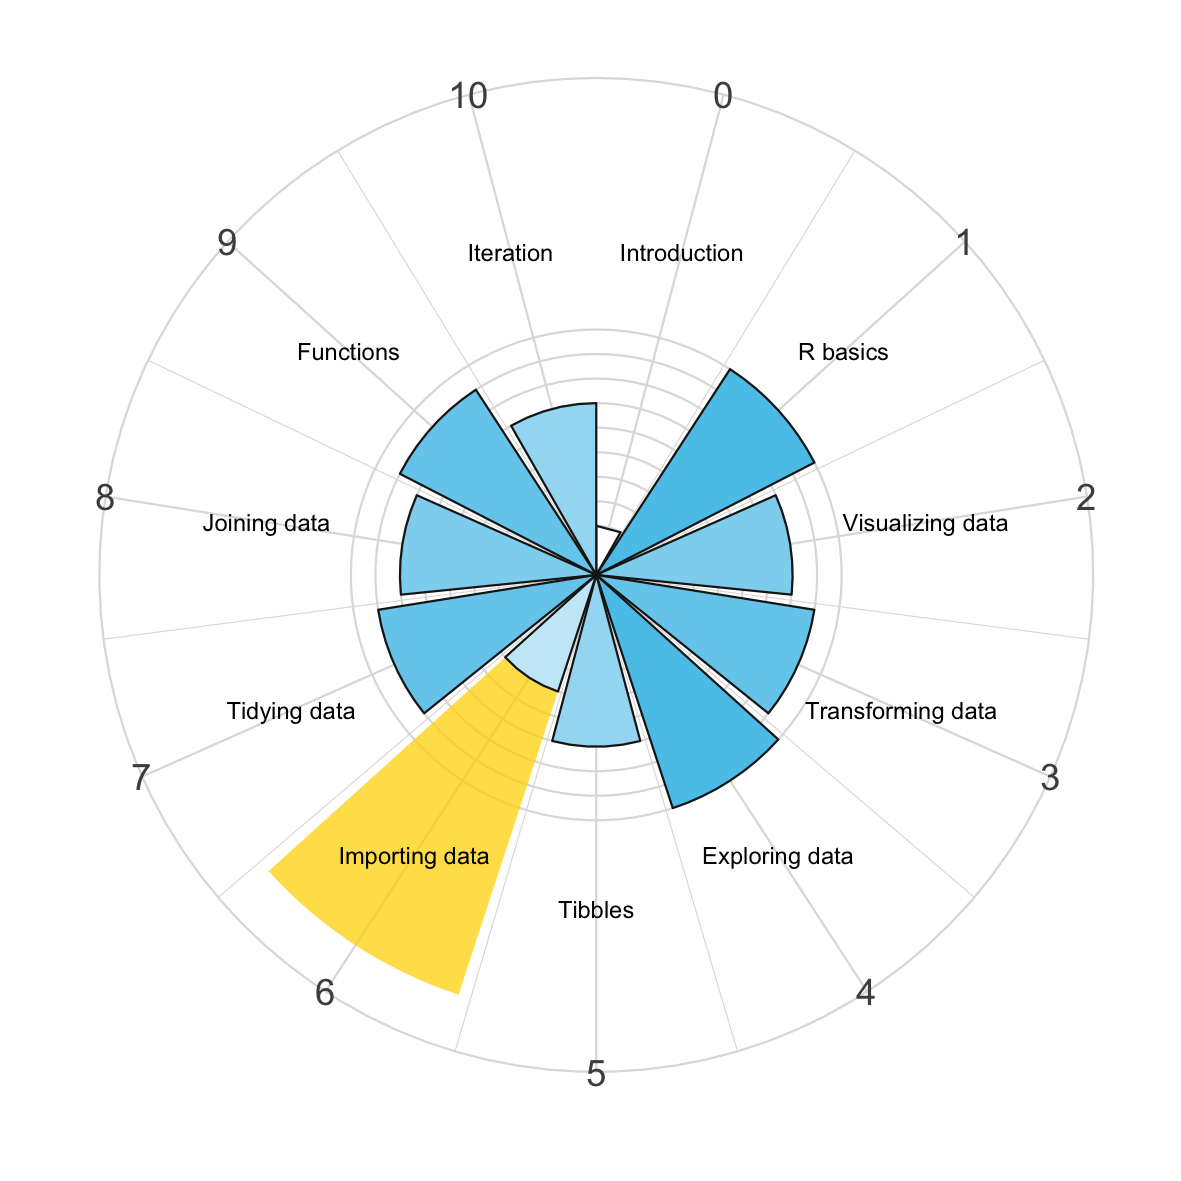 10
0
9
1
Iteration
Introduction
Functions
R basics
8
2
Joining data
Visualizing data
Tidying data
Transforming data
7
3
Importing data
Exploring data
Tibbles
6
4
5